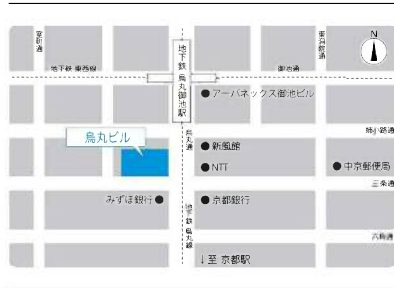 室町通
東洞院通
N
地下鉄 東西線
地下鉄 烏丸御池駅
御池通
●アーバネックス御池ビル
烏丸通
姉小路通
烏丸ビル
●新風館
●NTT
●中京郵便局
三条通
みずほ銀行●
●京都銀行
地下鉄 烏丸線
六角通
↓至 京都駅